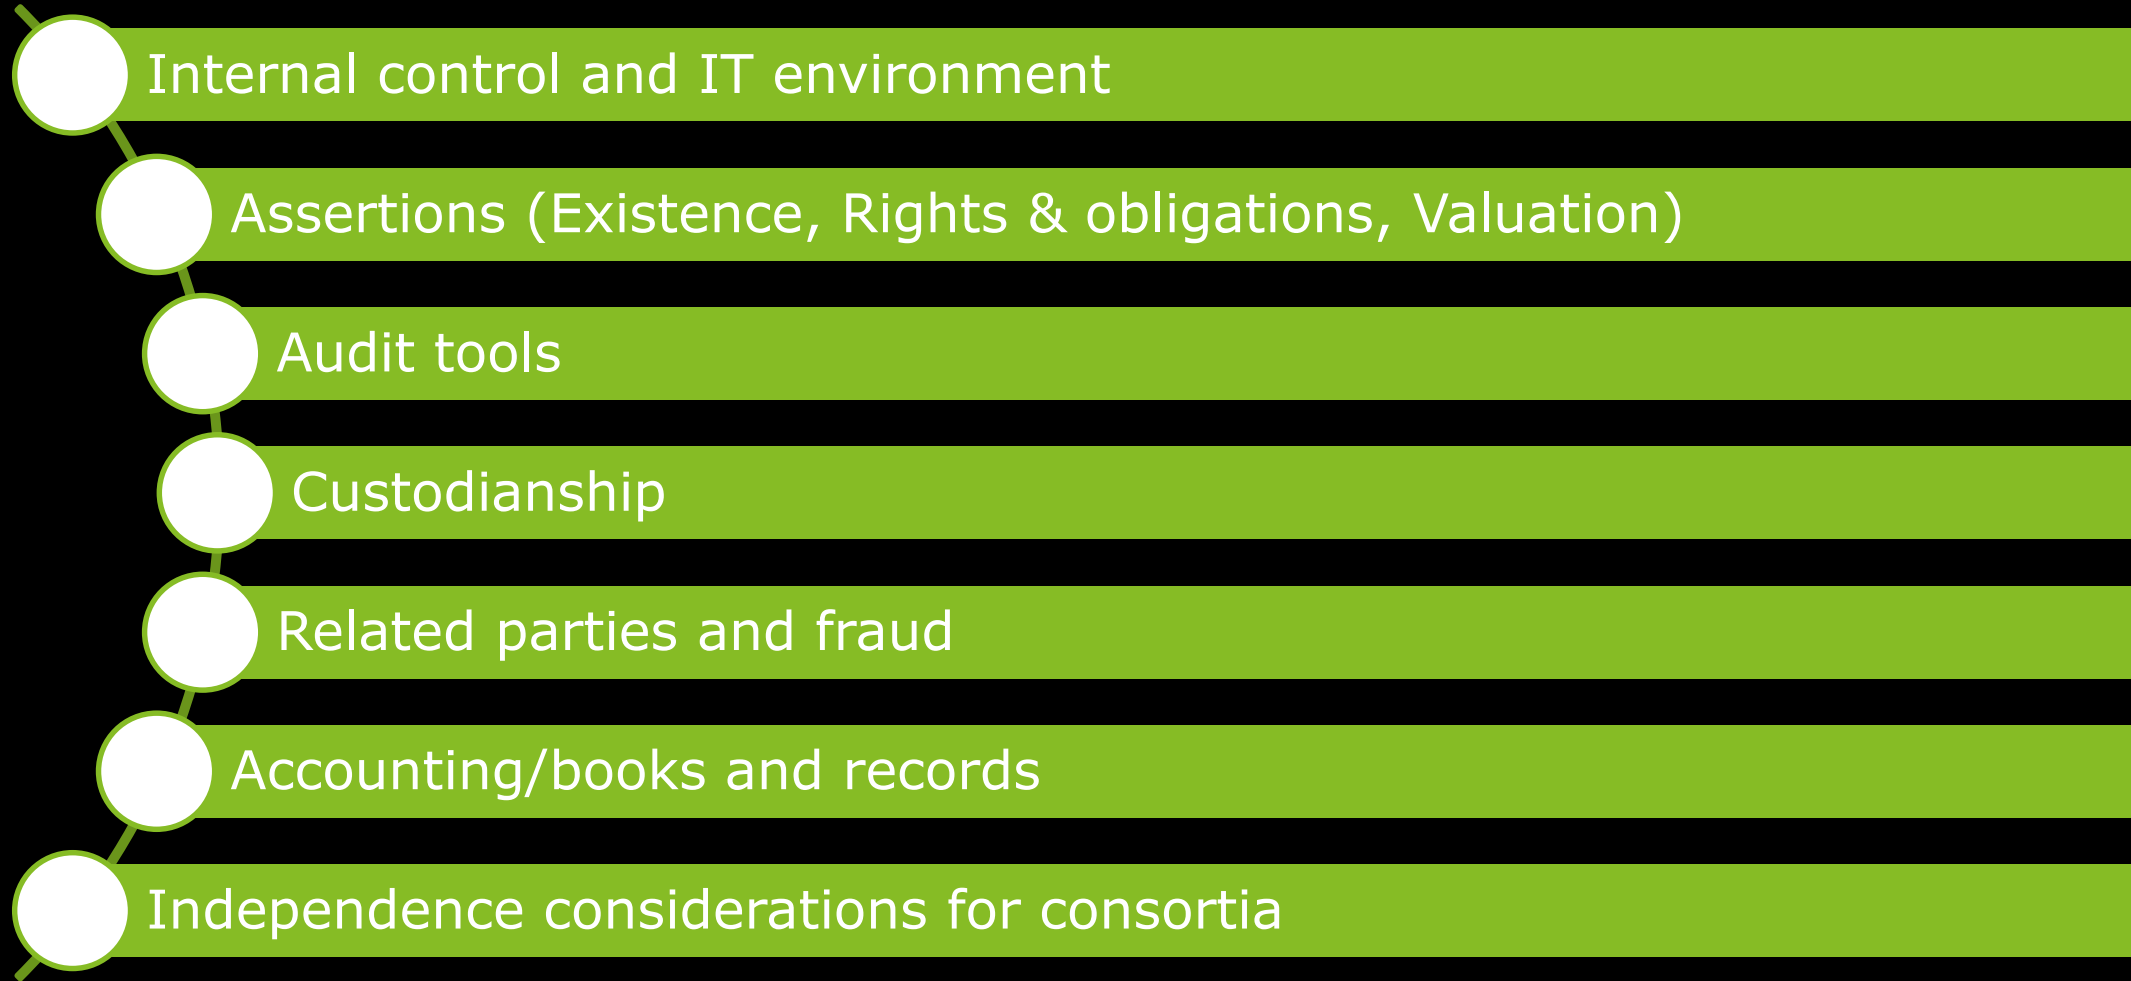 Internal control and IT environment
Assertions (Existence, Rights & obligations, Valuation)
Audit tools
Custodianship
Related parties and fraud
Accounting/books and records
Independence considerations for consortia